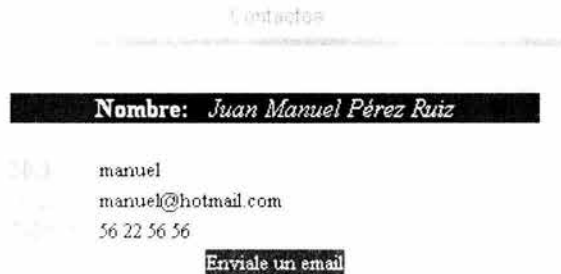 Contactos
Nombre: Juan Manuel Pérez Ruiz
manuel
manuel@hotmail.com
56 22 56 56
Enviale un email